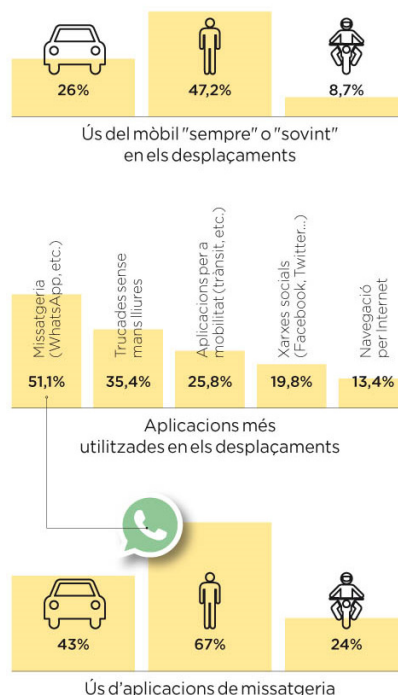 26%
47,2%
8,7%
Ús del mòbil "sempre" o "sovint"
en els desplaçaments
Missatgeria
(WhatsApp, etc.)
Trucades sense
mans lliures
Aplicacions per a
mobilitat (trànsit, etc.)
Xarxes socials
(Facebook, Twitter...)
Navegació
per Internet
51,1%
35,4%
25,8%
19,8%
13,4%
Aplicacions més
utilitzades en els desplaçaments
43%
67%
24%
Ús d'aplicacions de missatgeria